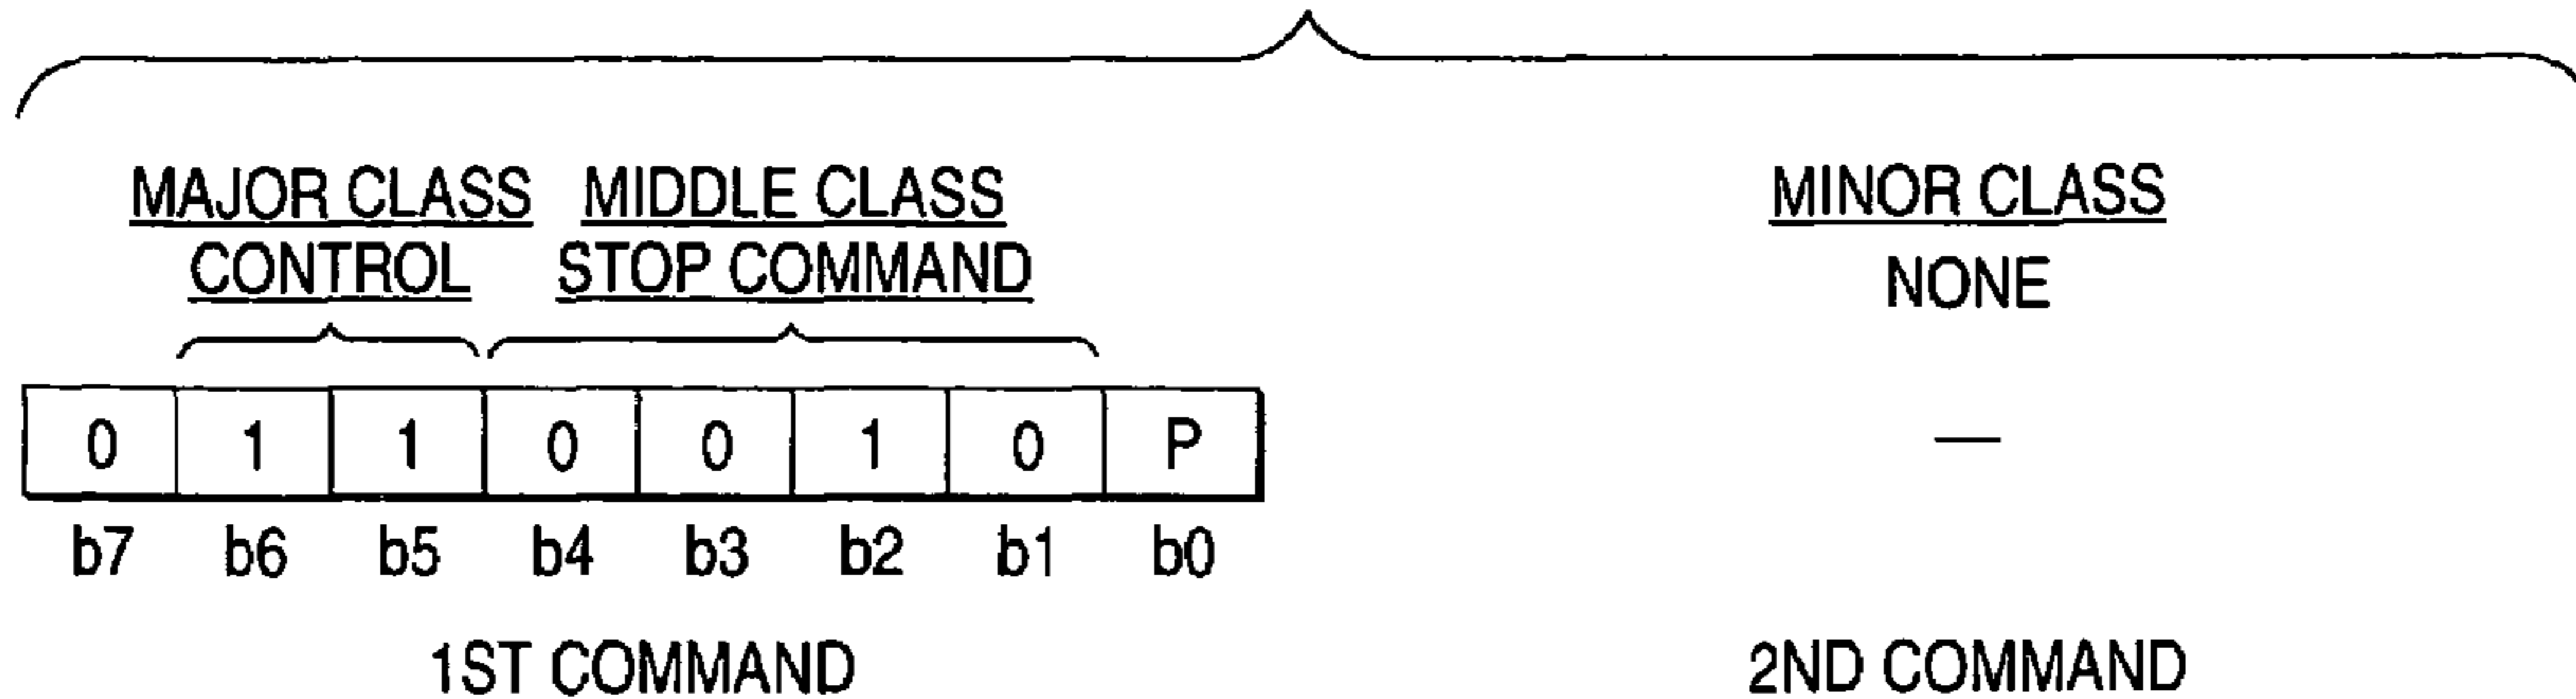 MAJOR CLASS MIDDLE CLASS MINOR CLASS
CONTROL STOP COMMAND NONE
0 1 1 0 0 1 0 P —
b7 b6 b5 b4 b3 b2 b1 b0
1ST COMMAND 2ND COMMAND